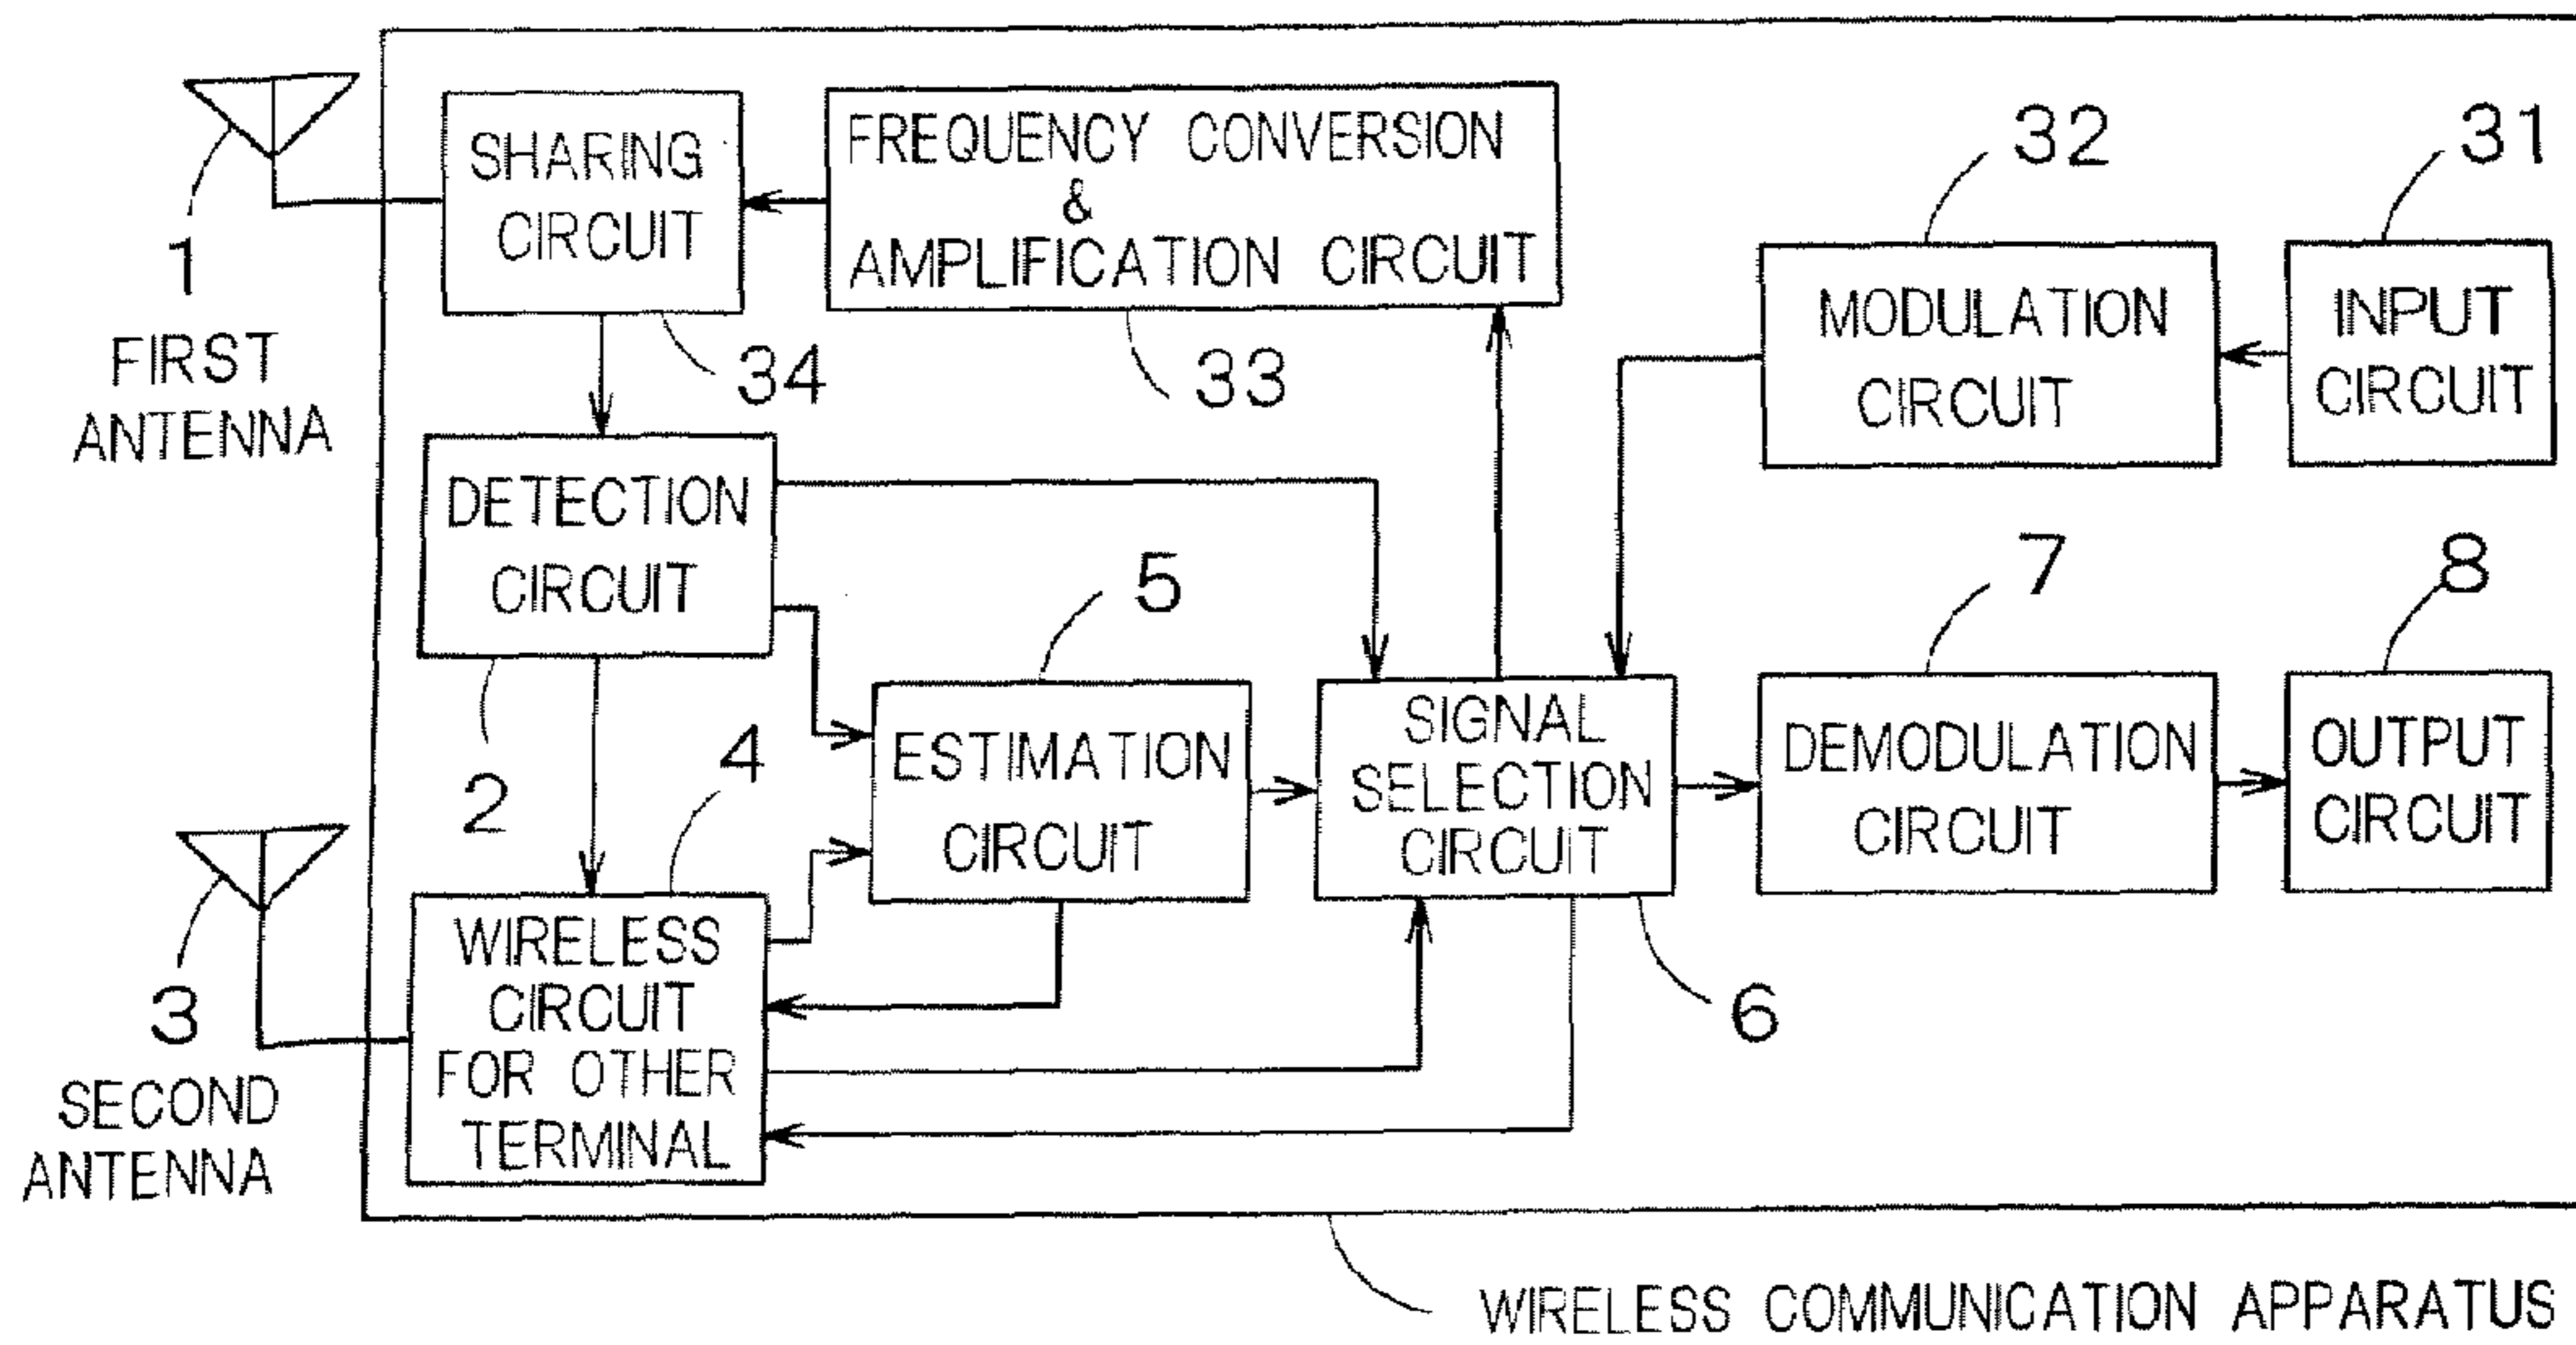 1
FIRST
ANTENNA
SHARING
CIRCUIT
34
FREQUENCY CONVERSION
&
AMPLIFICATION CIRCUIT
33
32
MODULATION
CIRCUIT
31
INPUT
CIRCUIT
DETECTION
CIRCUIT
2
5
ESTIMATION
CIRCUIT
SIGNAL
SELECTION
CIRCUIT
6
7
DEMODULATION
CIRCUIT
8
OUTPUT
CIRCUIT
3
SECOND
ANTENNA
4
WIRELESS
CIRCUIT
FOR OTHER
TERMINAL
WIRELESS COMMUNICATION APPARATUS